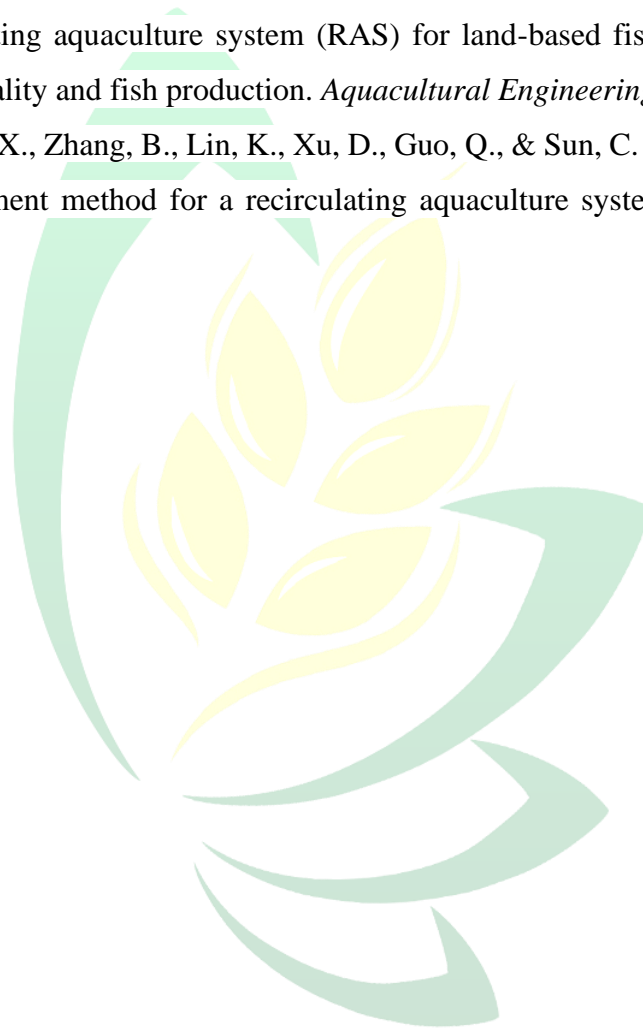 ting aquaculture system (RAS) for land-based fis
ality and fish production. Aquacultural Engineering
X., Zhang, B., Lin, K., Xu, D., Guo, Q., & Sun, C.
nent method for a recirculating aquaculture syste